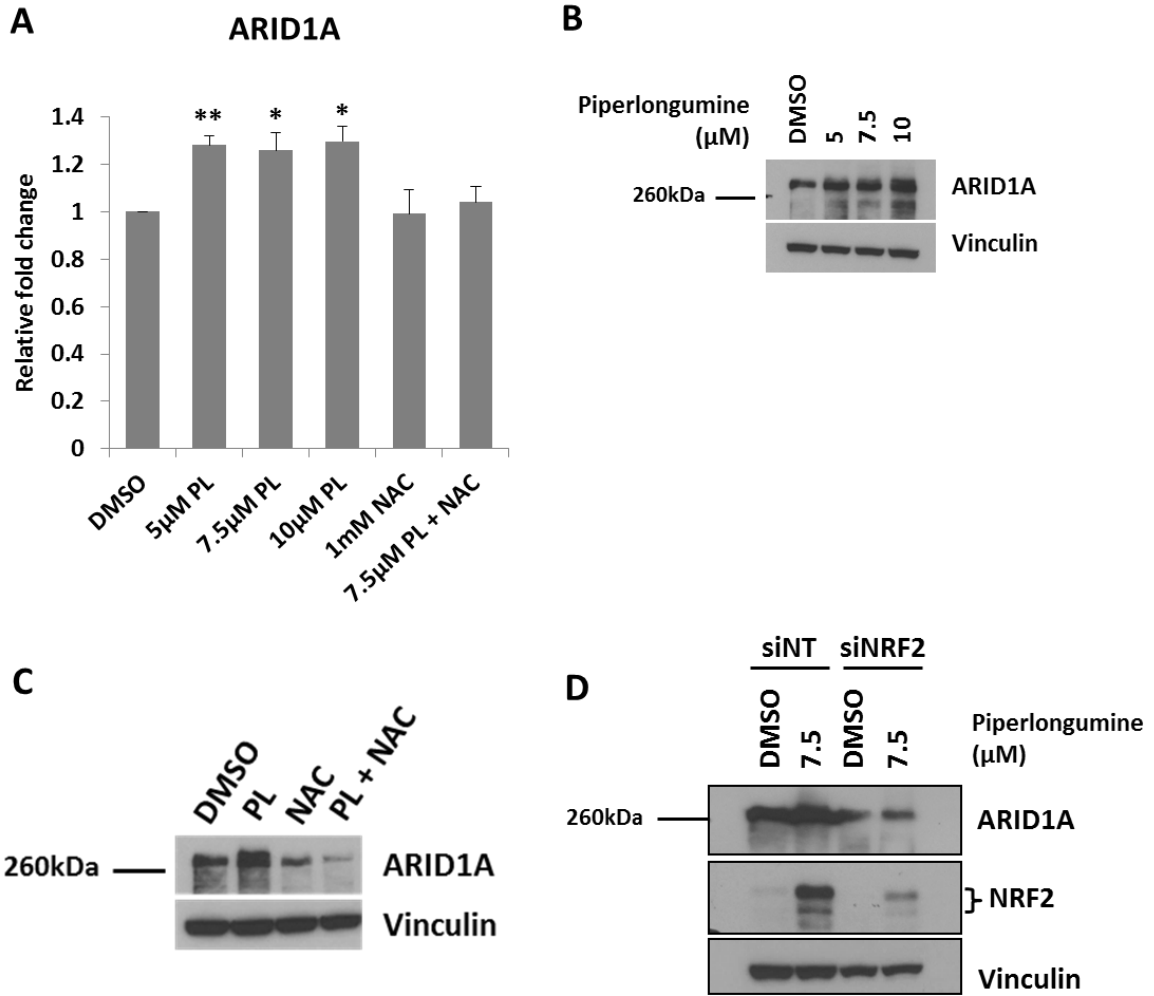 A
ARID1A
Relative fold change
1.4
1.2
1
0.8
0.6
0.4
0.2
0
**
*
*
DMSO
5µM PL
7.5µM PL
10µM PL
1mM NAC
7.5µM PL + NAC
B
Piperlongumine
(µM)
DMSO
5
7.5
10
260kDa
ARID1A
Vinculin
C
DMSO
PL
NAC
PL + NAC
260kDa
ARID1A
Vinculin
D
siNT
siNRF2
DMSO
7.5
DMSO
7.5
Piperlongumine
(µM)
260kDa
ARID1A
NRF2
Vinculin